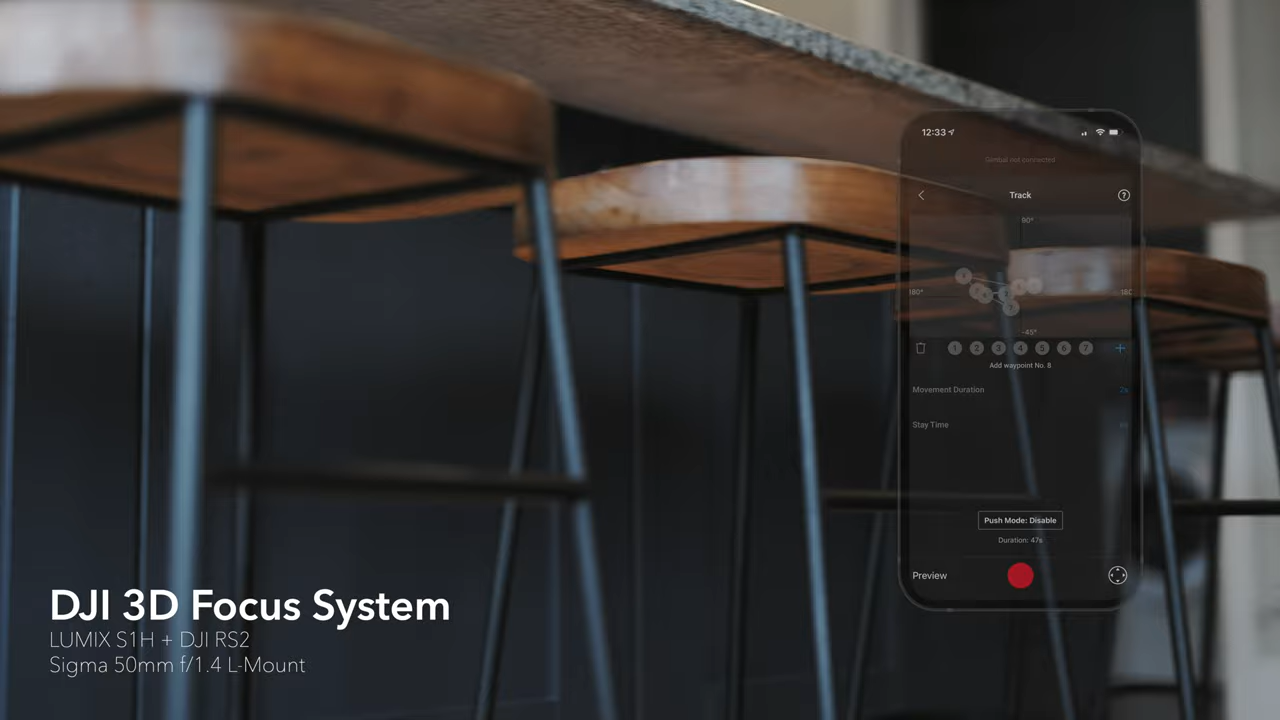 12:33
Gimbal not connected
Track
?
90°
180°
180
-45°
1 2 3 4 5 6 7 +
Add waypoint No. 8
Movement Duration 2s
Stay Time
Push Mode: Disable
Duration: 47s
Preview
DJI 3D Focus System
LUMIX S1H + DJI RS2
Sigma 50mm f/1.4 L-Mount